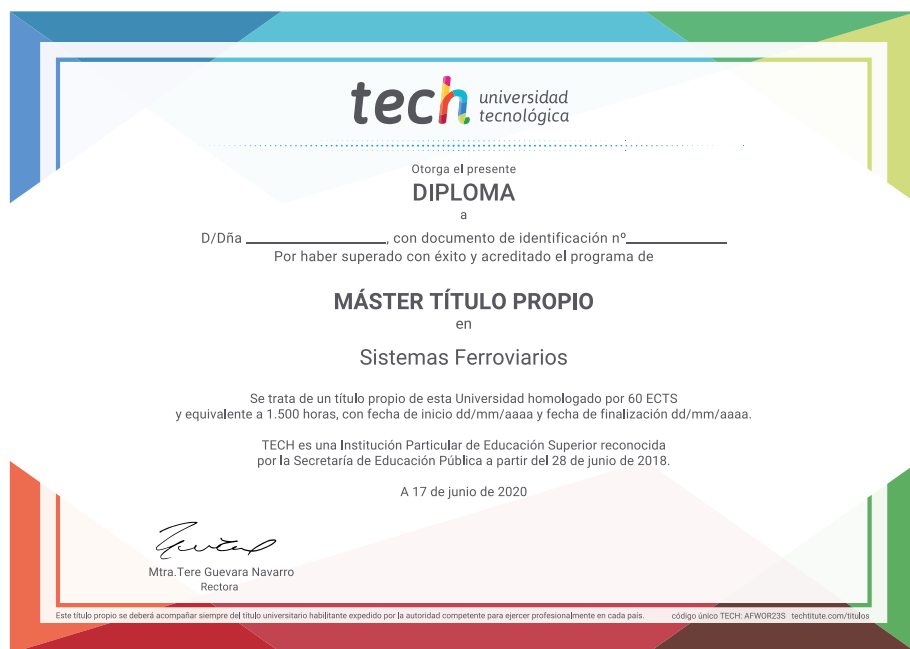 tech universidad
tecnológica
Otorga el presente
DIPLOMA
a
D/Dña ____________________, con documento de identificación nº______________
Por haber superado con éxito y acreditado el programa de
MÁSTER TÍTULO PROPIO
en
Sistemas Ferroviarios
Se trata de un título propio de esta Universidad homologado por 60 ECTS
y equivalente a 1.500 horas, con fecha de inicio dd/mm/aaaa y fecha de finalización dd/mm/aaaa.
TECH es una Institución Particular de Educación Superior reconocida
por la Secretaría de Educación Pública a partir del 28 de junio de 2018.
A 17 de junio de 2020
Mtra.Tere Guevara Navarro
Rectora
Este título propio se deberá acompañar siempre del título universitario habilitante expedido por la autoridad competente para ejercer profesionalmente en cada país. código único TECH: AFWOR23S techtitute.com/titulos